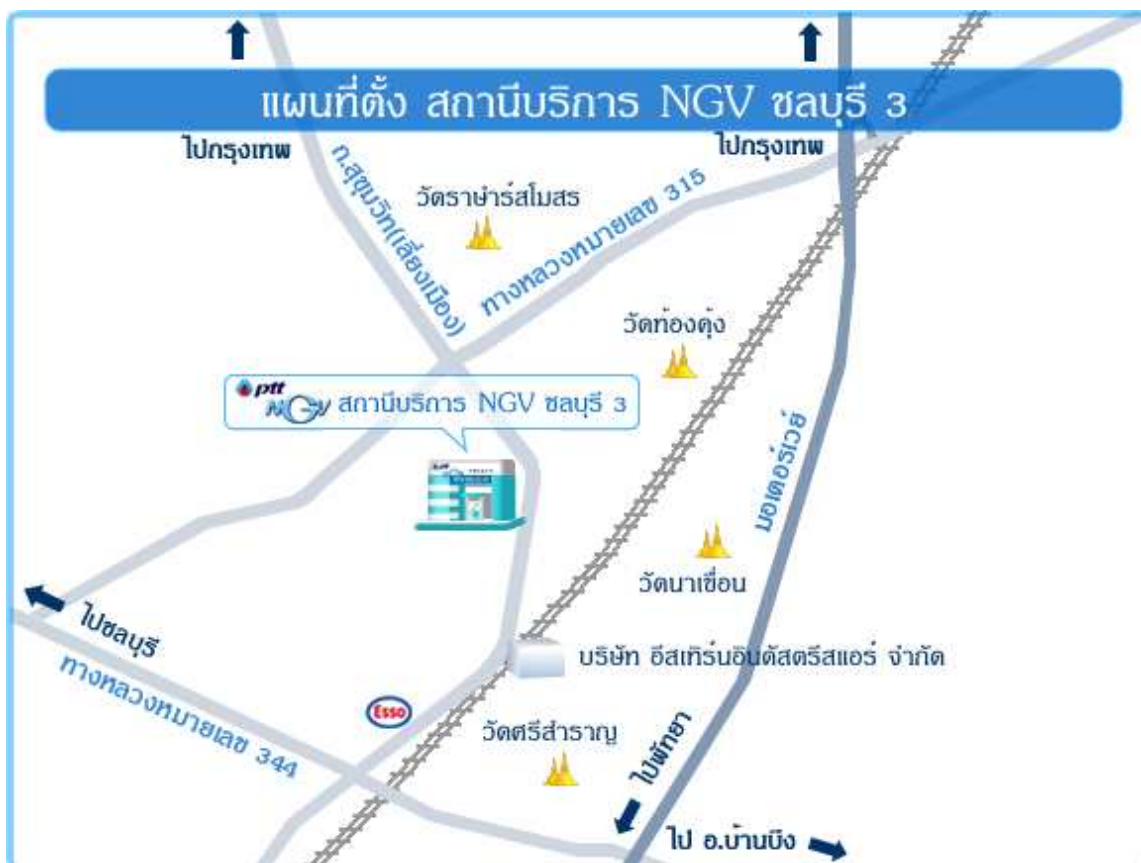 แผนที่ตั้ง สถานีบริการ NGV ชลบุรี 3
ไปกรุงเทพ
ไปกรุงเทพ
ถ.สุขุมวิท(เลี่ยงเมือง)
วัดราษฎร์สโมสร
ทางหลวงหมายเลข 315
วัดท้องคุ้ง
ptt
NGV สถานีบริการ NGV ชลบุรี 3
มอเตอร์เวย์
วัดนาเขื่อน
ไปชลบุรี
บริษัท อีสเทิร์นอินดัสตรีสแอร์ จำกัด
ทางหลวงหมายเลข 344
Esso
วัดศรีสำราญ
ไปพัทยา
ไป อ.บ้านบึง